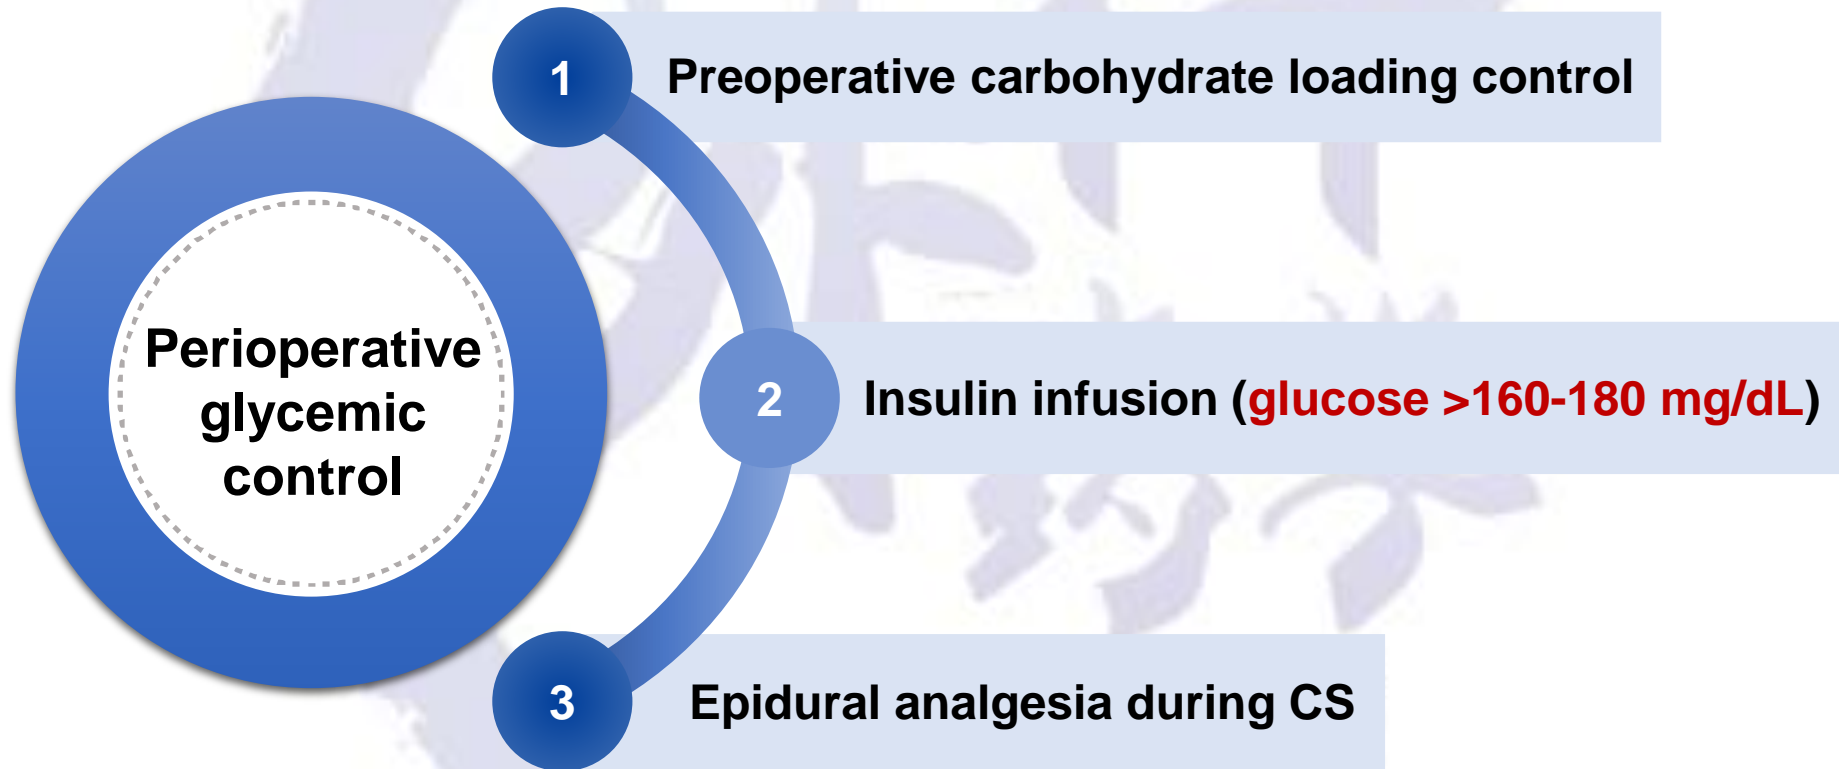 1
Preoperative carbohydrate loading control
Perioperative
glycemic
control
2
Insulin infusion (glucose >160-180 mg/dL)
3
Epidural analgesia during CS